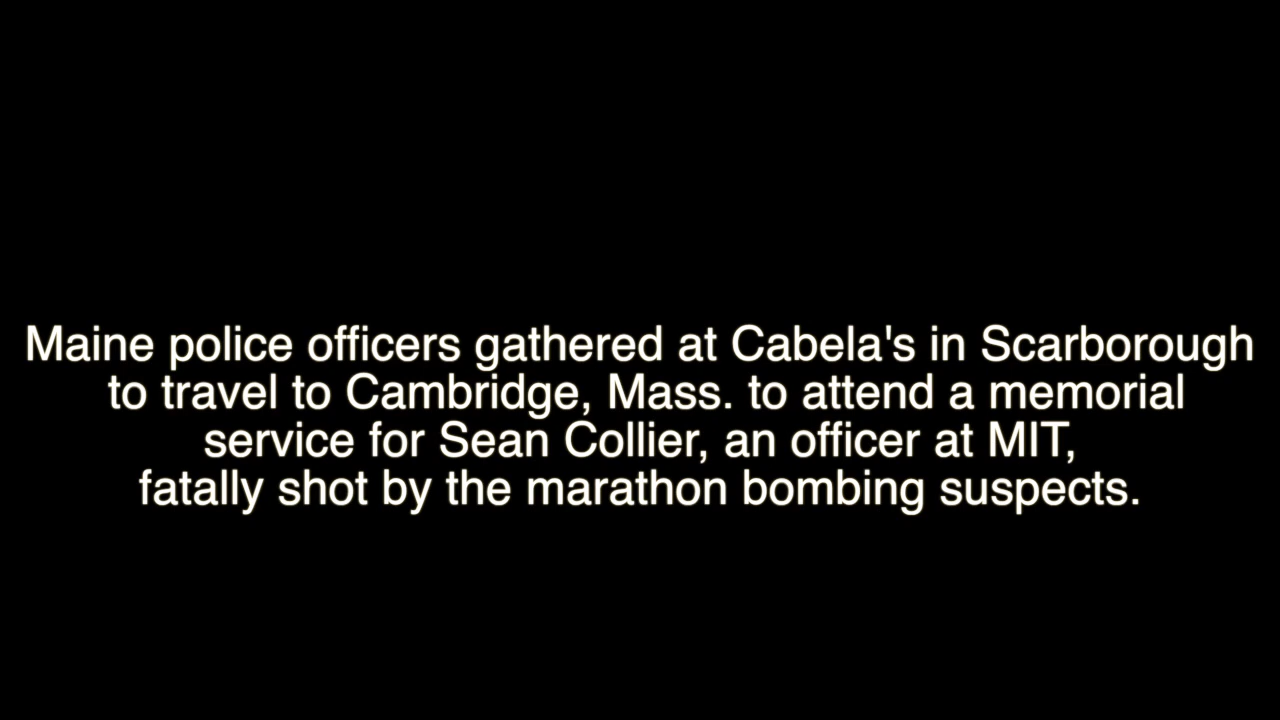 Maine police officers gathered at Cabela's in Scarborough
to travel to Cambridge, Mass. to attend a memorial
service for Sean Collier, an officer at MIT,
fatally shot by the marathon bombing suspects.